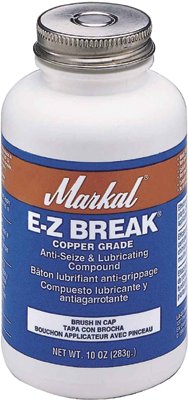 Markal
E-Z BREAK®
COPPER GRADE
Anti-Seize & Lubricating
Compound
Bâton lubrifiant anti-grippage
Compuesto lubricante y
antiagarrotante
BRUSH IN CAP
TAPA CON BROCHA
BOUCHON APPLICATEUR AVEC PINCEAU
NET WT. 10 OZ (283g.)